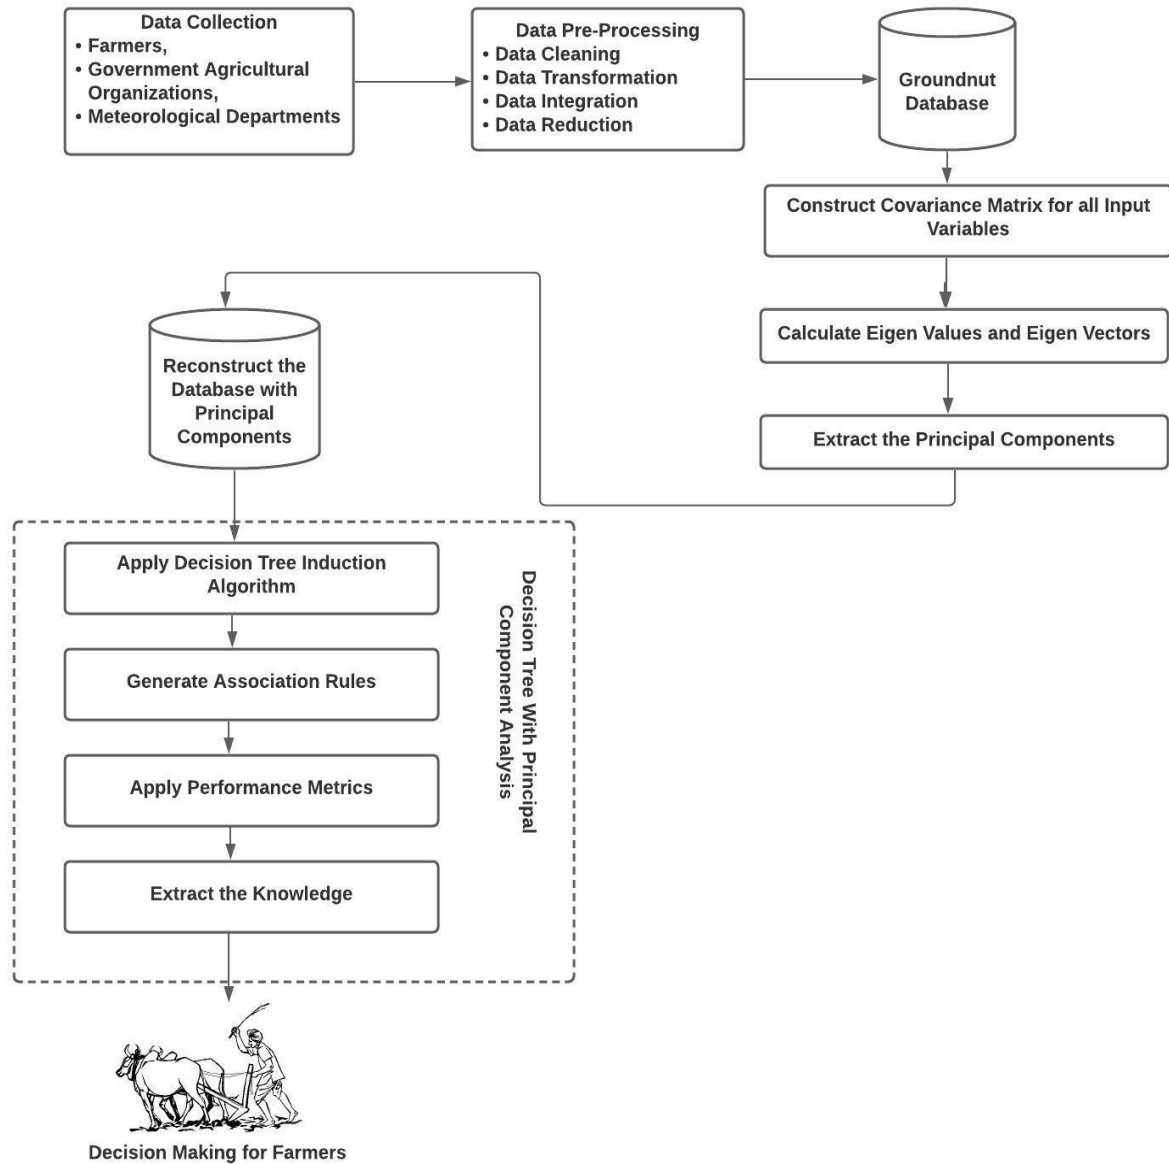 Data Collection
• Farmers,
• Government Agricultural
Organizations,
• Meteorological Departments
Data Pre-Processing
• Data Cleaning
• Data Transformation
• Data Integration
• Data Reduction
Groundnut
Database
Construct Covariance Matrix for all Input
Variables
Calculate Eigen Values and Eigen Vectors
Extract the Principal Components
Reconstruct the
Database with
Principal
Components
Apply Decision Tree Induction
Algorithm
Generate Association Rules
Apply Performance Metrics
Extract the Knowledge
Decision Tree With Principal
Component Analysis
Decision Making for Farmers